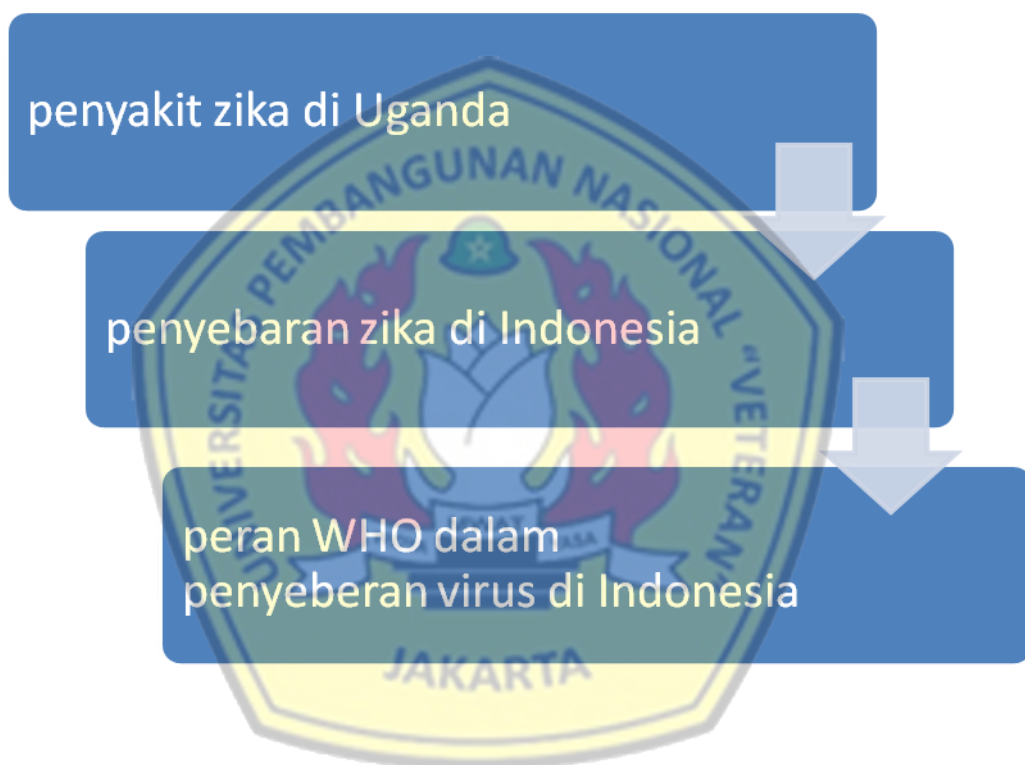 penyakit zika di Uganda
UNIVERSITAS PEMBANGUNAN NASIONAL "VETERAN"
penyebaran zika di Indonesia
peran WHO dalam
penyeberan virus di Indonesia
JAKARTA